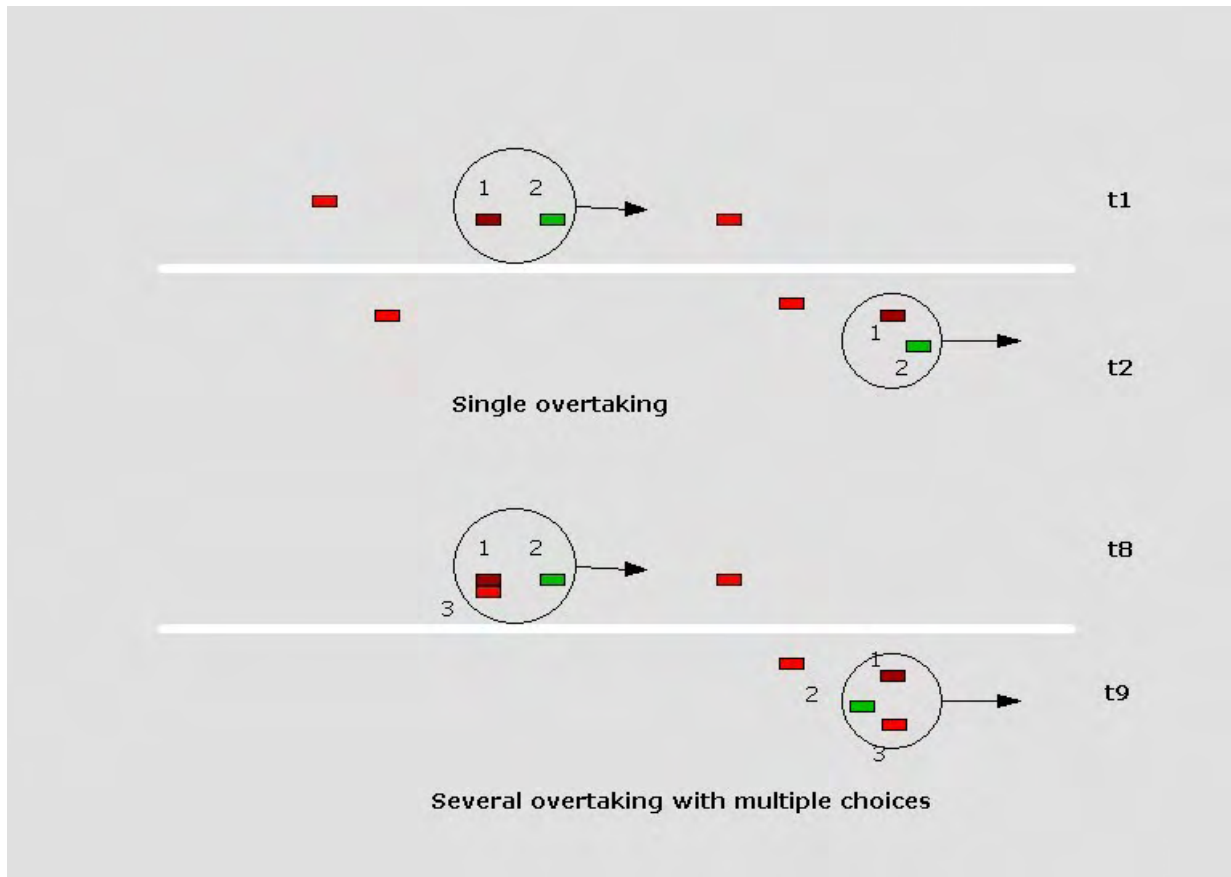 1 2
t1
1
2
t2
Single overtaking
1 2
t8
3
1
2
t9
3
Several overtaking with multiple choices